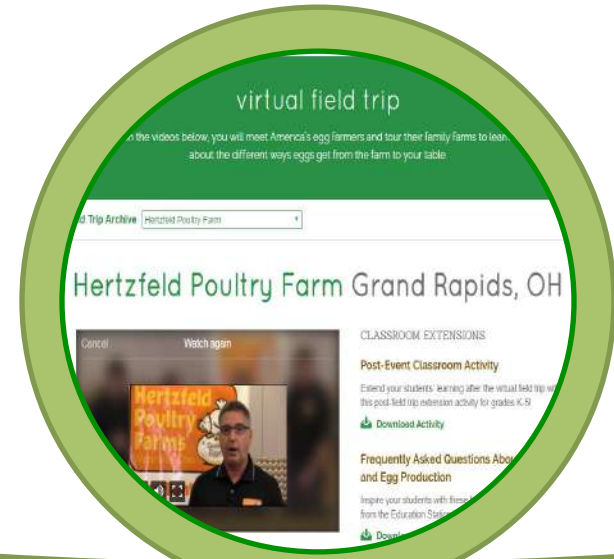 virtual field trip
the videos below, you will meet America's egg farmers and tour their family farms to learn
about the different ways eggs get from the farm to your table
Trip Archive Hertzfeld Poultry Farm
Hertzfeld Poultry Farm Grand Rapids, OH
Cancel Watch again
Hertzfeld
Poultry
Farms
CLASSROOM EXTENSIONS
Post-Event Classroom Activity
Extend your students' learning after the virtual field trip
this post-field trip extension activity for grades K-5!
Download Activity
Frequently Asked Questions
and Egg Production
Inspire your students with these
from the Education